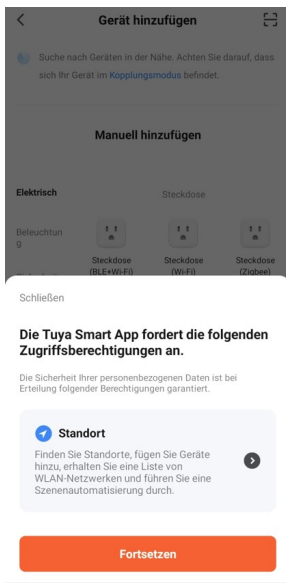 Gerät hinzufügen
Suche nach Geräten in der Nähe. Achten Sie darauf, dass
sich Ihr Gerät im Kopplungsmodus befindet.
Manuell hinzufügen
Elektrisch
Steckdose
Beleuchtun
g
Steckdose
(BLE+Wi-Fi)
Steckdose
(Wi-Fi)
Steckdose
(Zigbee)
Schließen
Die Tuya Smart App fordert die folgenden
Zugriffsberechtigungen an.
Die Sicherheit Ihrer personenbezogenen Daten ist bei
Erteilung folgender Berechtigungen garantiert.
Standort
Finden Sie Standorte, fügen Sie Geräte
hinzu, erhalten Sie eine Liste von
WLAN-Netzwerken und führen Sie eine
Szenenautomatisierung durch.
Fortsetzen